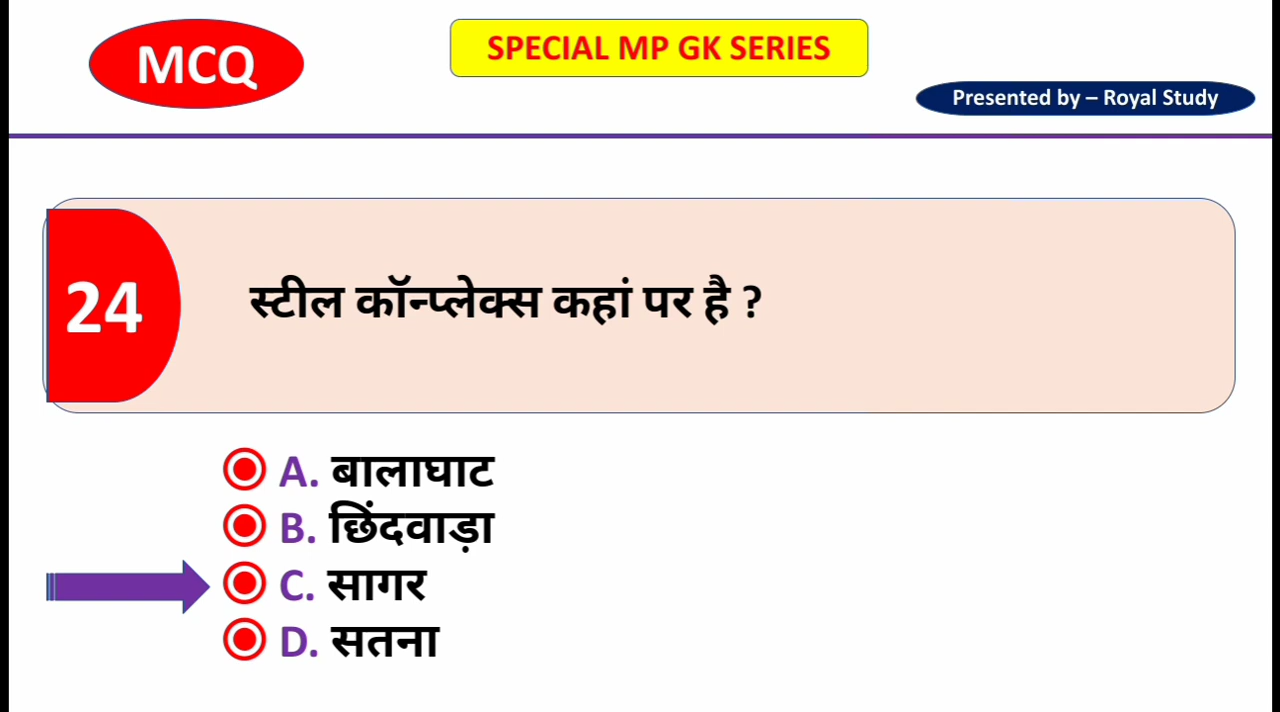 MCQ
SPECIAL MP GK SERIES
Presented by – Royal Study
24
स्टील कॉन्प्लेक्स कहां पर है ?
A. बालाघाट
B. छिंदवाड़ा
C. सागर
D. सतना